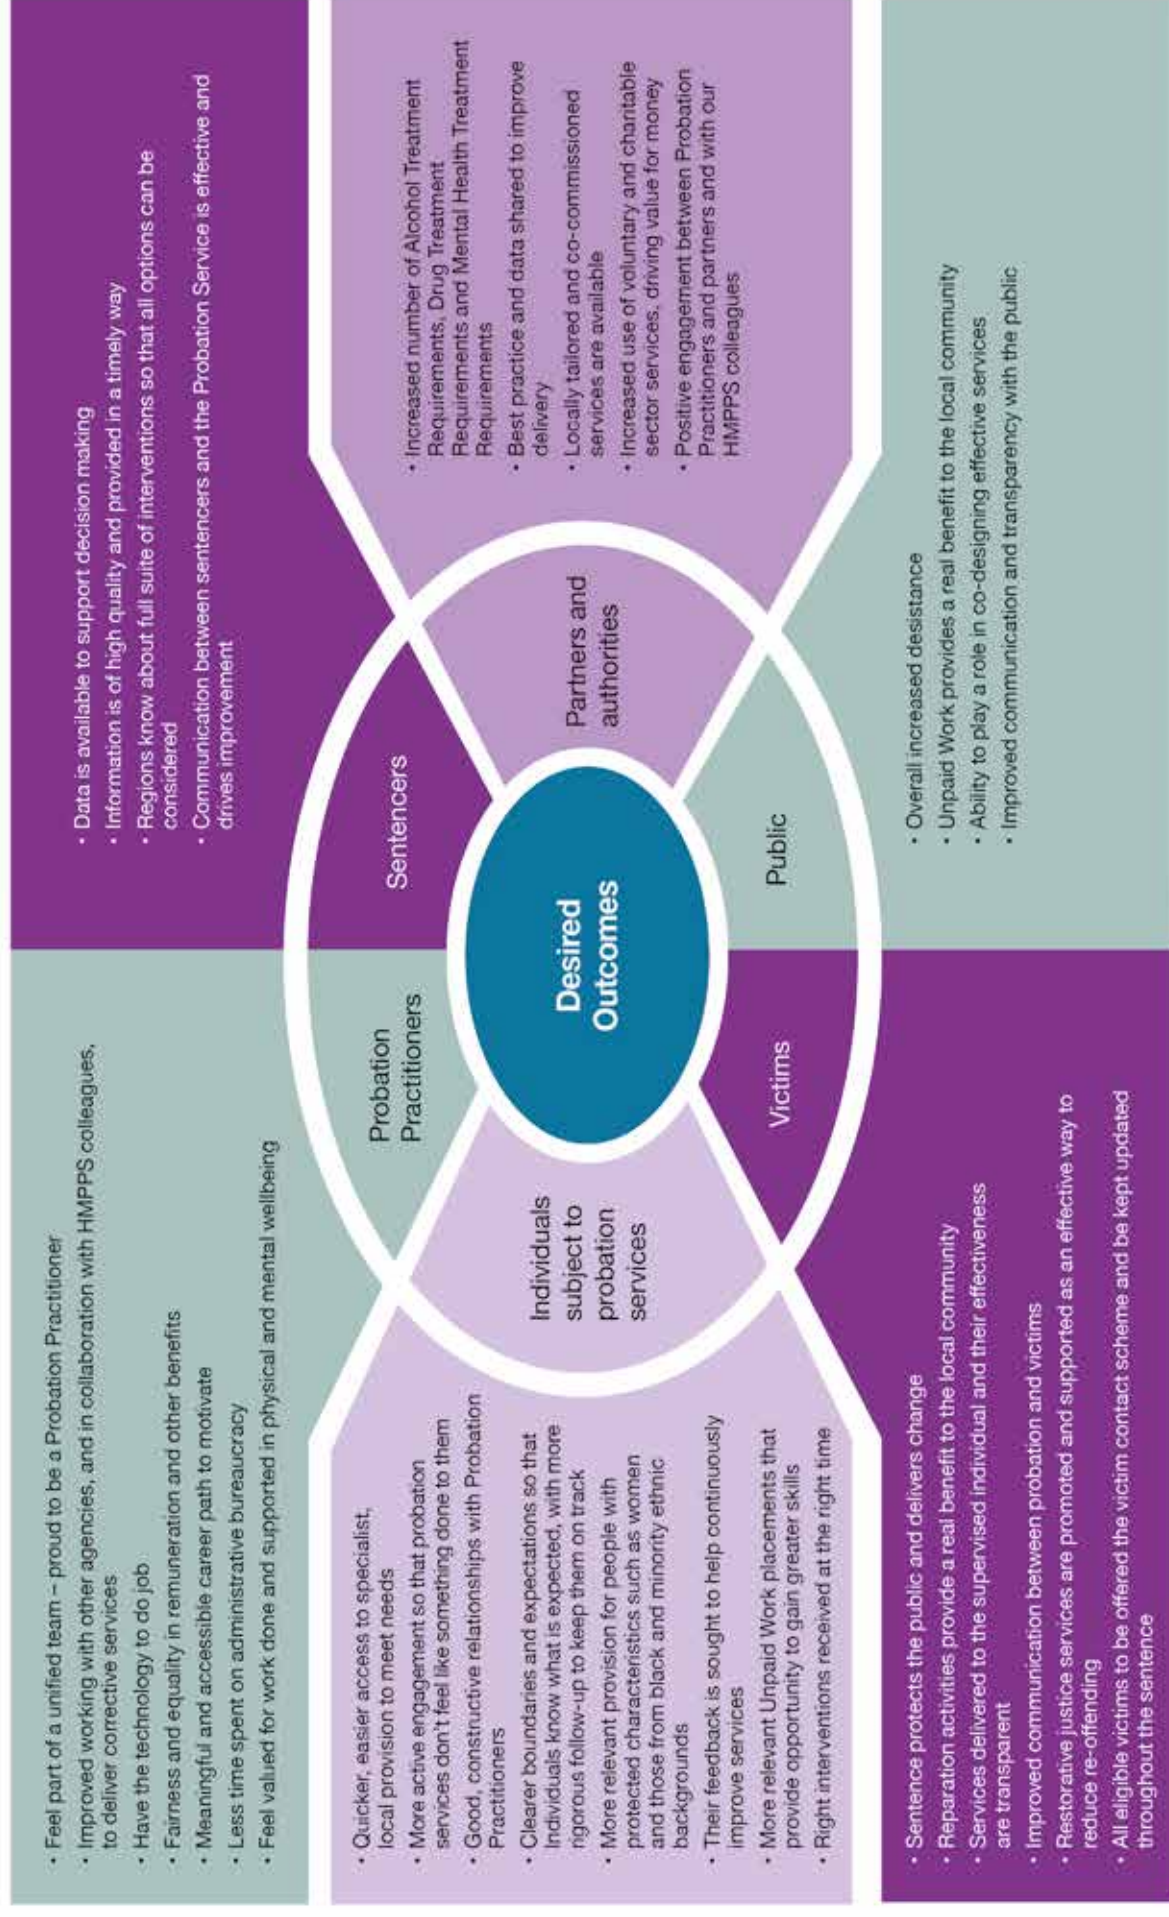 • Feel part of a unified team – proud to be a Probation Practitioner
• Improved working with other agencies, and in collaboration with HMPPS colleagues,
to deliver corrective services
• Have the technology to do job
• Fairness and equality in remuneration and other benefits
• Meaningful and accessible career path to motivate
• Less time spent on administrative bureaucracy
• Feel valued for work done and supported in physical and mental wellbeing
• Data is available to support decision making
• Information is of high quality and provided in a timely way
• Regions know about full suite of interventions so that all options can be
considered
• Communication between sentencers and the Probation Service is effective and
drives improvement
Probation
Practitioners
Sentencers
• Quicker, easier access to specialist,
local provision to meet needs
• More active engagement so that probation
services don't feel like something done to them
• Good, constructive relationships with Probation
Practitioners
• Clearer boundaries and expectations so that
Individuals know what is expected, with more
rigorous follow-up to keep them on track
• More relevant provision for people with
protected characteristics such as women
and those from black and minority ethnic
backgrounds
• Their feedback is sought to help continuously
improve services
• More relevant Unpaid Work placements that
provide opportunity to gain greater skills
• Right interventions received at the right time
Individuals
subject to
probation
services
Desired
Outcomes
Partners and
authorities
• Increased number of Alcohol Treatment
Requirements, Drug Treatment
Requirements and Mental Health Treatment
Requirements
• Best practice and data shared to improve
delivery
• Locally tailored and co-commissioned
services are available
• Increased use of voluntary and charitable
sector services, driving value for money
• Positive engagement between Probation
Practitioners and partners and with our
HMPPS colleagues
Victims
Public
• Sentence protects the public and delivers change
• Reparation activities provide a real benefit to the local community
• Services delivered to the supervised individual and their effectiveness
are transparent
• Improved communication between probation and victims
• Restorative justice services are promoted and supported as an effective way to
reduce re-offending
• All eligible victims to be offered the victim contact scheme and be kept updated
throughout the sentence
• Overall increased desistance
• Unpaid Work provides a real benefit to the local community
• Ability to play a role in co-designing effective services
• Improved communication and transparency with the public